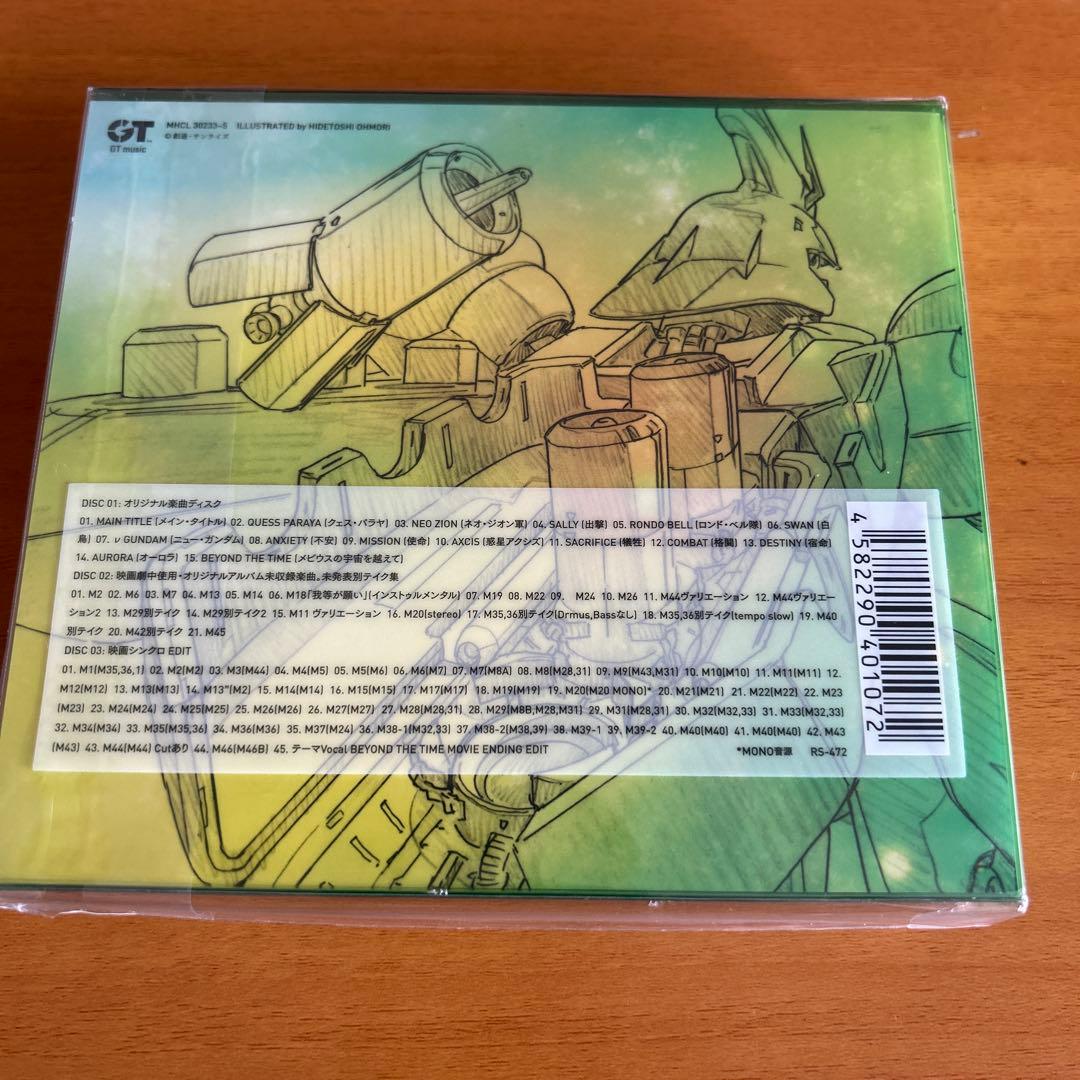 GT
GT music
MHCL 30233~5 ILLUSTRATED by HIDETOSHI OHMORI
© 創通・サンライズ
DISC 01: オリジナル楽曲ディスク
01. MAIN TITLE (メイン・タイトル) 02. QUESS PARAYA (クェス・パラヤ) 03. NEO ZION (ネオ・ジオン軍) 04. SALLY (出撃) 05. RONDO BELL (ロンド・ベル隊) 06. SWAN (白
鳥) 07. ν GUNDAM (ニュー・ガンダム) 08. ANXIETY (不安) 09. MISSION (使命) 10. AXCIS (惑星アクシズ) 11. SACRIFICE (犠牲) 12. COMBAT (格闘) 13. DESTINY (宿命)
14. AURORA (オーロラ) 15. BEYOND THE TIME (メビウスの宇宙を越えて)
DISC 02: 映画劇中使用・オリジナルアルバム未収録楽曲。未発表別テイク集
01. M2 02. M6 03. M7 04. M13 05. M14 06. M18「我等が願い」(インストゥルメンタル) 07. M19 08. M22 09. M24 10. M26 11. M44ヴァリエーション 12. M44ヴァリエー
ション2 13. M29別テイク 14. M29別テイク2 15. M11 ヴァリエーション 16. M20(stereo) 17. M35,36別テイク(Drmus,Bassなし) 18. M35,36別テイク(tempo slow) 19. M40
別テイク 20. M42別テイク 21. M45
DISC 03: 映画シンクロ EDIT
01. M1(M35,36,1) 02. M2(M2) 03. M3(M44) 04. M4(M5) 05. M5(M6) 06. M6(M7) 07. M7(M8A) 08. M8(M28,31) 09. M9(M43,M31) 10. M10(M10) 11. M11(M11) 12.
M12(M12) 13. M13(M13) 14. M13"(M2) 15. M14(M14) 16. M15(M15) 17. M17(M17) 18. M19(M19) 19. M20(M20 MONO)* 20. M21(M21) 21. M22(M22) 22. M23
(M23) 23. M24(M24) 24. M25(M25) 25. M26(M26) 26. M27(M27) 27. M28(M28,31) 28. M29(M8B,M28,M31) 29. M31(M28,31) 30. M32(M32,33) 31. M33(M32,33)
32. M34(M34) 33. M35(M35,36) 34. M36(M36) 35. M37(M24) 36. M38-1(M32,33) 37. M38-2(M38,39) 38. M39-1 39. M39-2 40. M40(M40) 41. M40(M40) 42. M43
(M43) 43. M44(M44) Cutあり 44. M46(M46B) 45. テーマVocal BEYOND THE TIME MOVIE ENDING EDIT
*MONO音源 RS-472
4582290401072